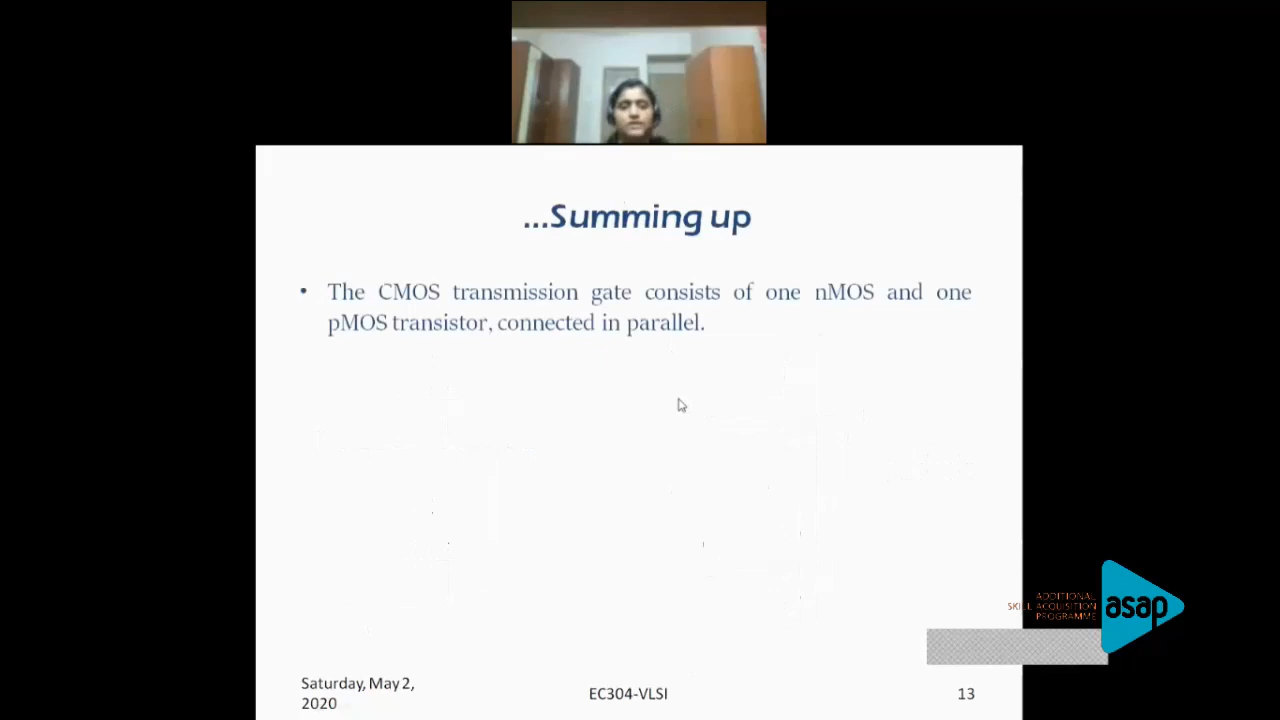 ...Summing up
• The CMOS transmission gate consists of one nMOS and one
pMOS transistor, connected in parallel.
ADDITIONAL
SKILL ACQUISITION
PROGRAMME
asap
Saturday, May 2,
2020
EC304-VLSI
13